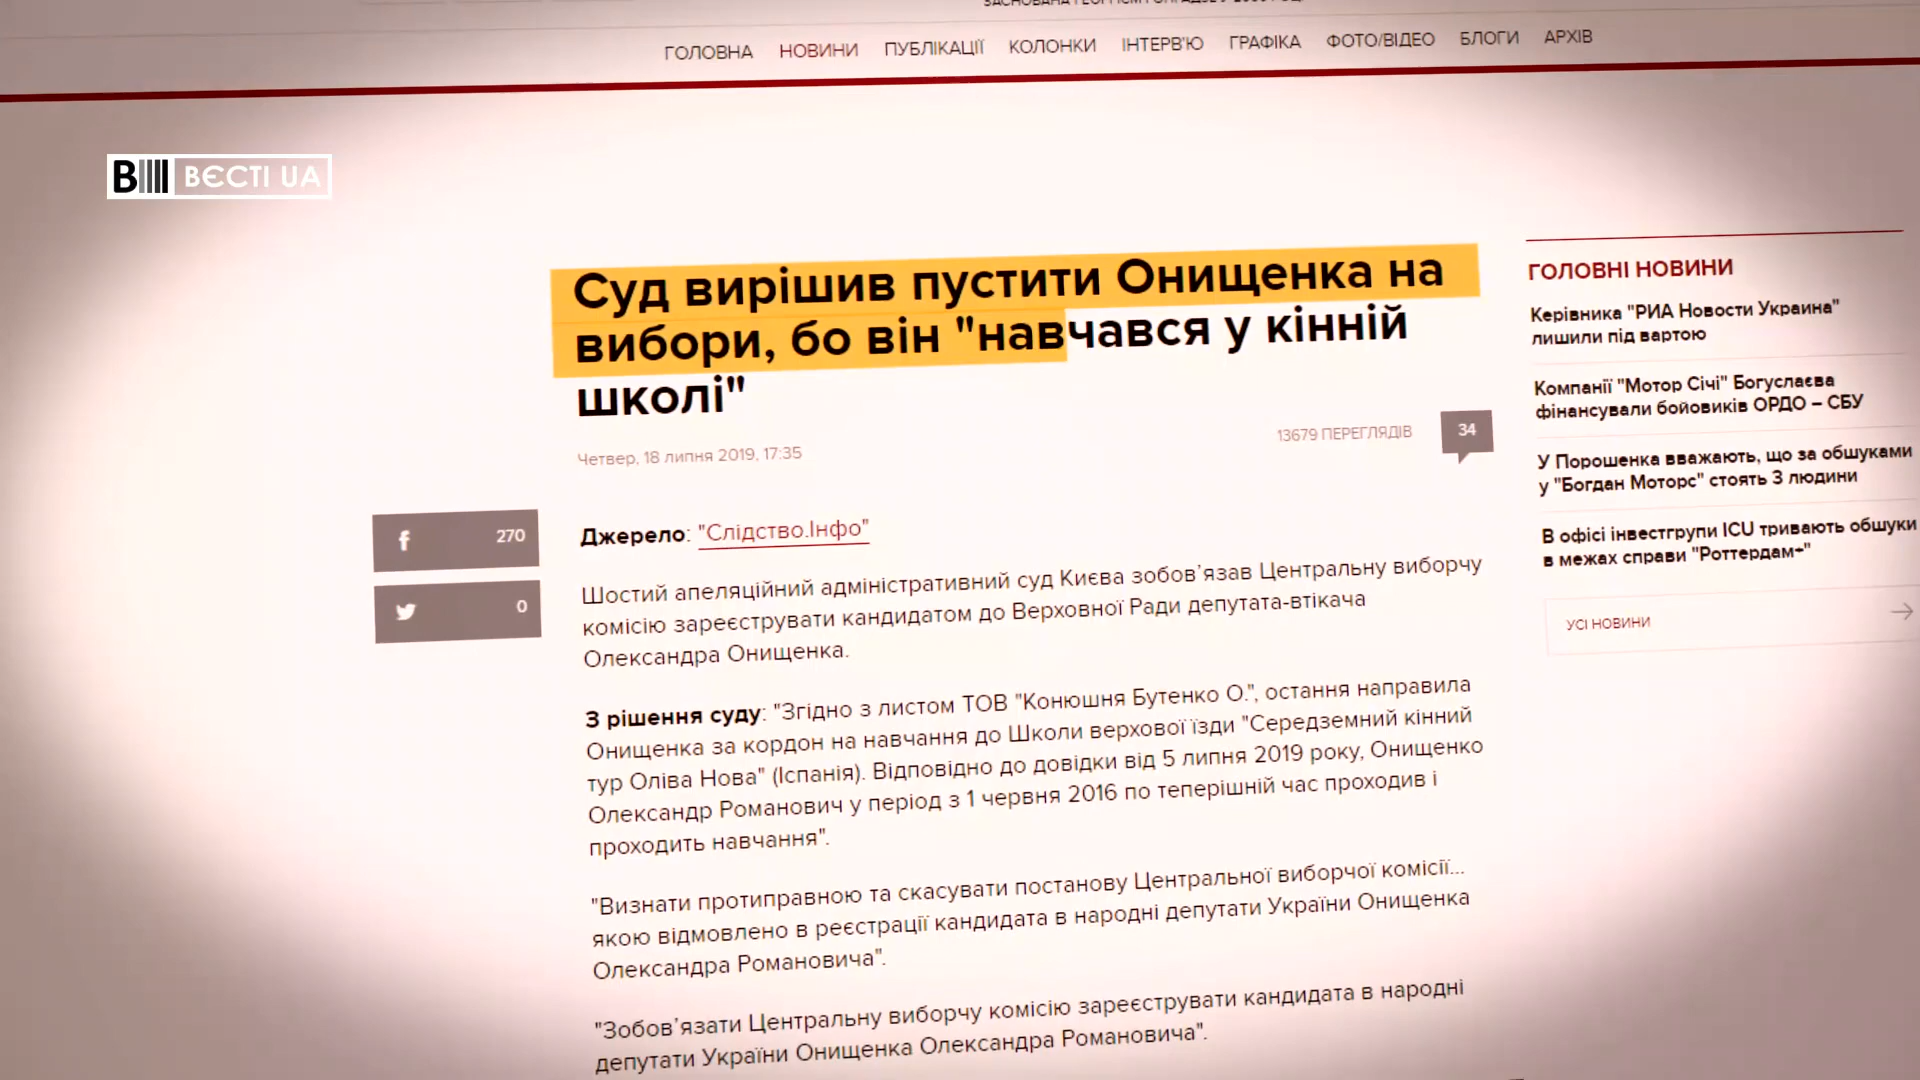 ГОЛОВНА НОВИНИ ПУБЛІКАЦІЇ КОЛОНКИ ІНТЕРВ'Ю ГРАФІКА ФОТО/ВІДЕО БЛОГИ АРХІВ
В ВЄСТІ UA
Суд вирішив пустити Онищенка на
вибори, бо він "навчався у кінній
школі"
Четвер, 18 липня 2019, 17:35
13679 ПЕРЕГЛЯДІВ
34
270
0
Джерело: "Слідство.Інфо"
Шостий апеляційний адміністративний суд Києва зобов'язав Центральну виборчу
комісію зареєструвати кандидатом до Верховної Ради депутата-втікача
Олександра Онищенка.
З рішення суду: "Згідно з листом ТОВ "Конюшня Бутенко О.", остання направила
Онищенка за кордон на навчання до Школи верхової їзди "Середземний кінний
тур Оліва Нова" (Іспанія). Відповідно до довідки від 5 липня 2019 року, Онищенко
Олександр Романович у період з 1 червня 2016 по теперішній час проходив і
проходить навчання".
"Визнати протиправною та скасувати постанову Центральної виборчої комісії...
якою відмовлено в реєстрації кандидата в народні депутати України Онищенка
Олександра Романовича".
"Зобов'язати Центральну виборчу комісію зареєструвати кандидата в народні
депутати України Онищенка Олександра Романовича".
ГОЛОВНІ НОВИНИ
Керівника "РИА Новости Украина"
лишили під вартою
Компанії "Мотор Січі" Богуслаєва
фінансували бойовиків ОРДО – СБУ
У Порошенка вважають, що за обшуками
у "Богдан Моторс" стоять 3 людини
В офісі інвестгрупи ICU тривають обшуки
в межах справи "Роттердам+"
УСІ НОВИНИ